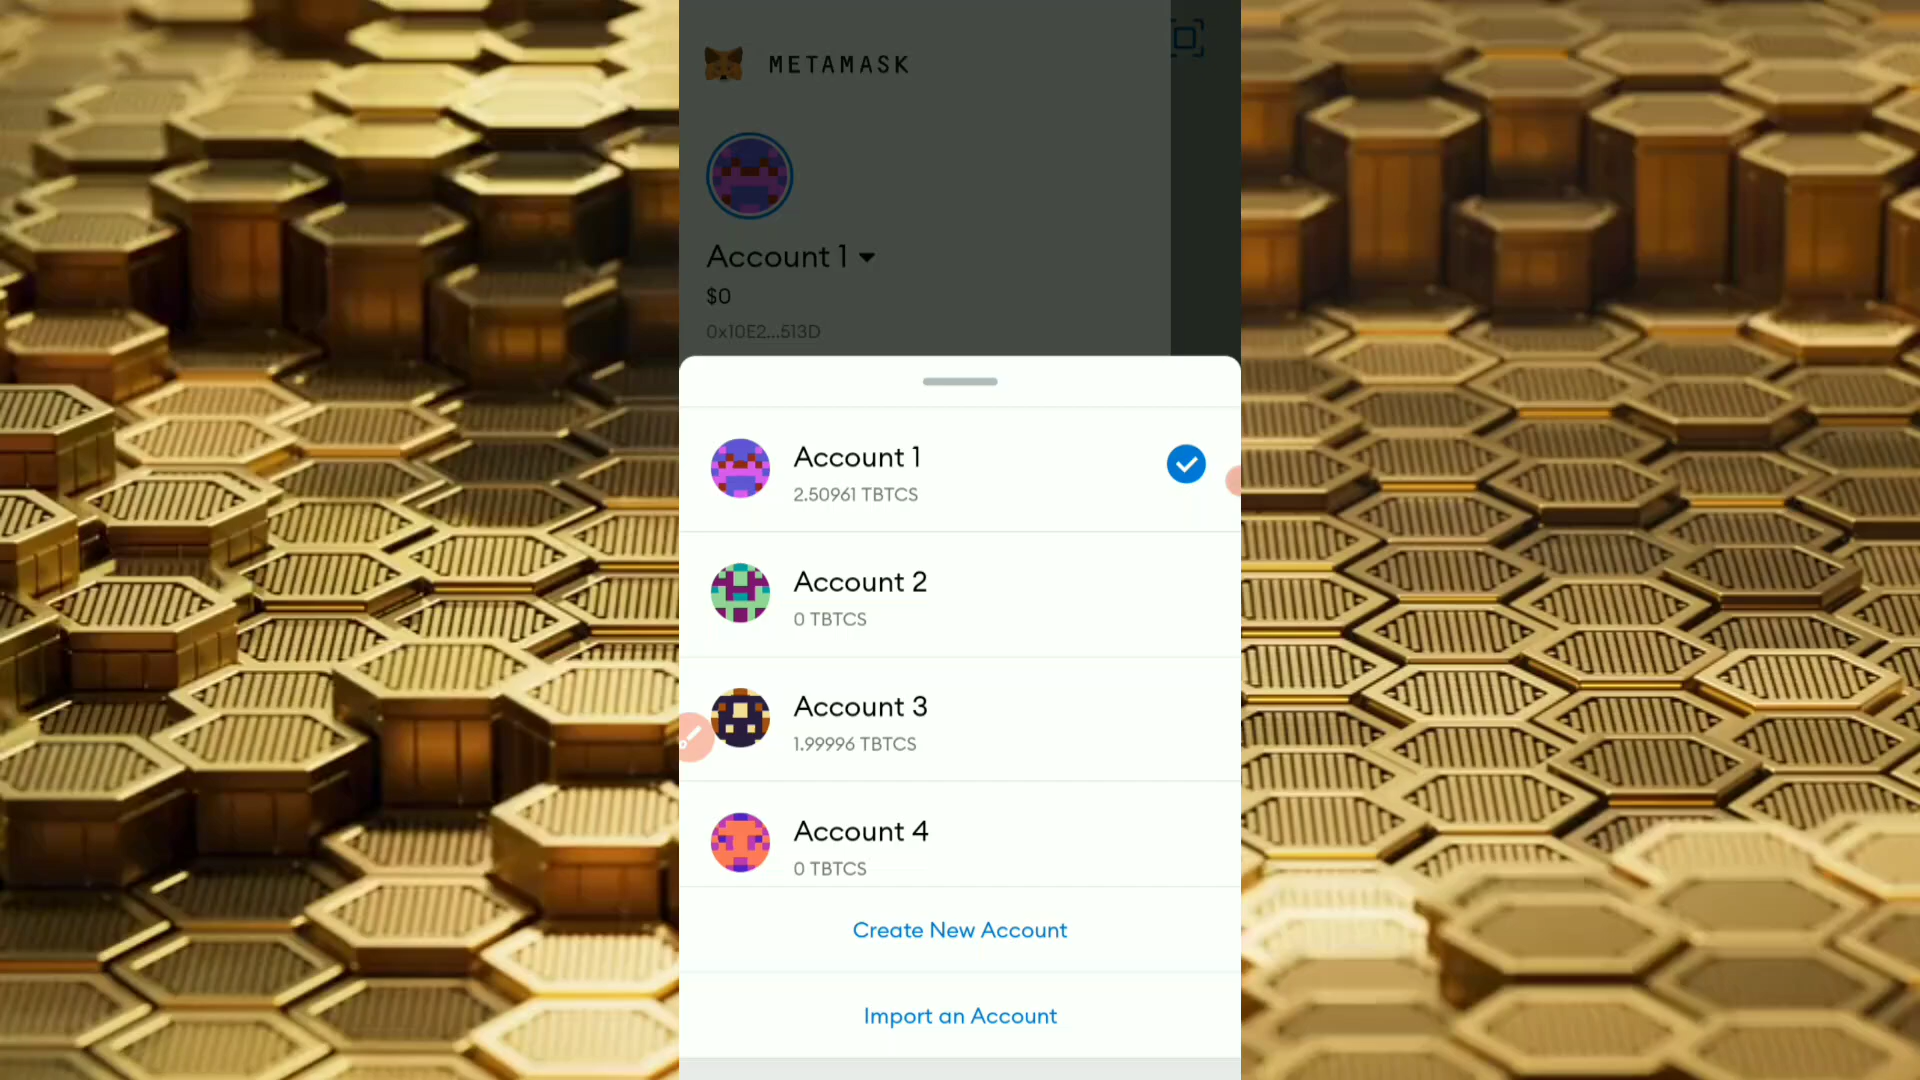 METAMASK
Account 1
$0
0x10E2...513D
Account 1
2.50961 TBTCS
Account 2
0 TBTCS
Account 3
1.99996 TBTCS
Account 4
0 TBTCS
Create New Account
Import an Account